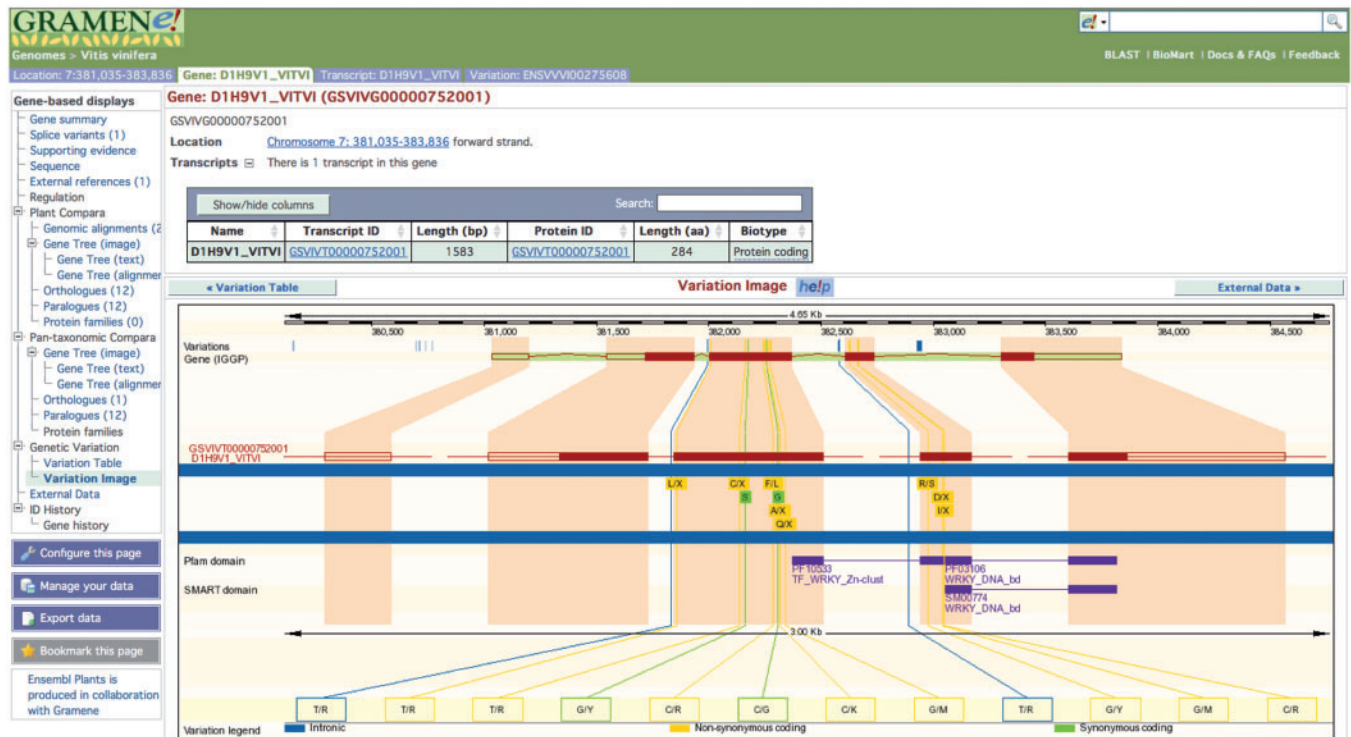 GRAMENE!
e!
Genomes > Vitis vinifera
BLAST | BioMart | Docs & FAQs | Feedback
Location: 7:381,035-383,836 Gene: D1H9V1_VITVI Transcript: D1H9V1_VITVI Variation: ENSVVVI00275608
Gene-based displays
Gene summary
Splice variants (1)
Supporting evidence
Sequence
External references (1)
Regulation
Plant Compara
Genomic alignments (2
Gene Tree (image)
Gene Tree (text)
Gene Tree (alignmer
Orthologues (12)
Paralogues (12)
Protein families (0)
Pan-taxonomic Compara
Gene Tree (image)
Gene Tree (text)
Gene Tree (alignmer
Orthologues (1)
Paralogues (12)
Protein families
Genetic Variation
Variation Table
Variation Image
External Data
ID History
Gene history
Configure this page
Manage your data
Export data
Bookmark this page
Ensembl Plants is
produced in collaboration
with Gramene
Gene: D1H9V1_VITVI (GSVIVG00000752001)
GSVIVG00000752001
Location Chromosome 7: 381,035-383,836 forward strand.
Transcripts There is 1 transcript in this gene
Show/hide columns Search:
Name Transcript ID Length (bp) Protein ID Length (aa) Biotype
D1H9V1_VITVI GSVIVT00000752001 1583 GSVIVT00000752001 284 Protein coding
« Variation Table Variation Image help External Data »
4.65 Kb
380,500 381,000 381,500 382,000 382,500 383,000 383,500 384,000 384,500
Variations
Gene (IGGP)
GSVIVT00000752001
D1H9V1_VITVI
L/X C/X F/L R/S
S G D/X
A/X I/X
Q/X
Pfam domain
PF10533 PF03106
TF_WRKY_Zn-clust WRKY_DNA_bd
SMART domain
SM00774
WRKY_DNA_bd
3.00 Kb
T/R T/R T/R G/Y C/R C/G C/K G/M T/R G/Y G/M C/R
Variation legend Intronic Non-synonymous coding Synonymous coding